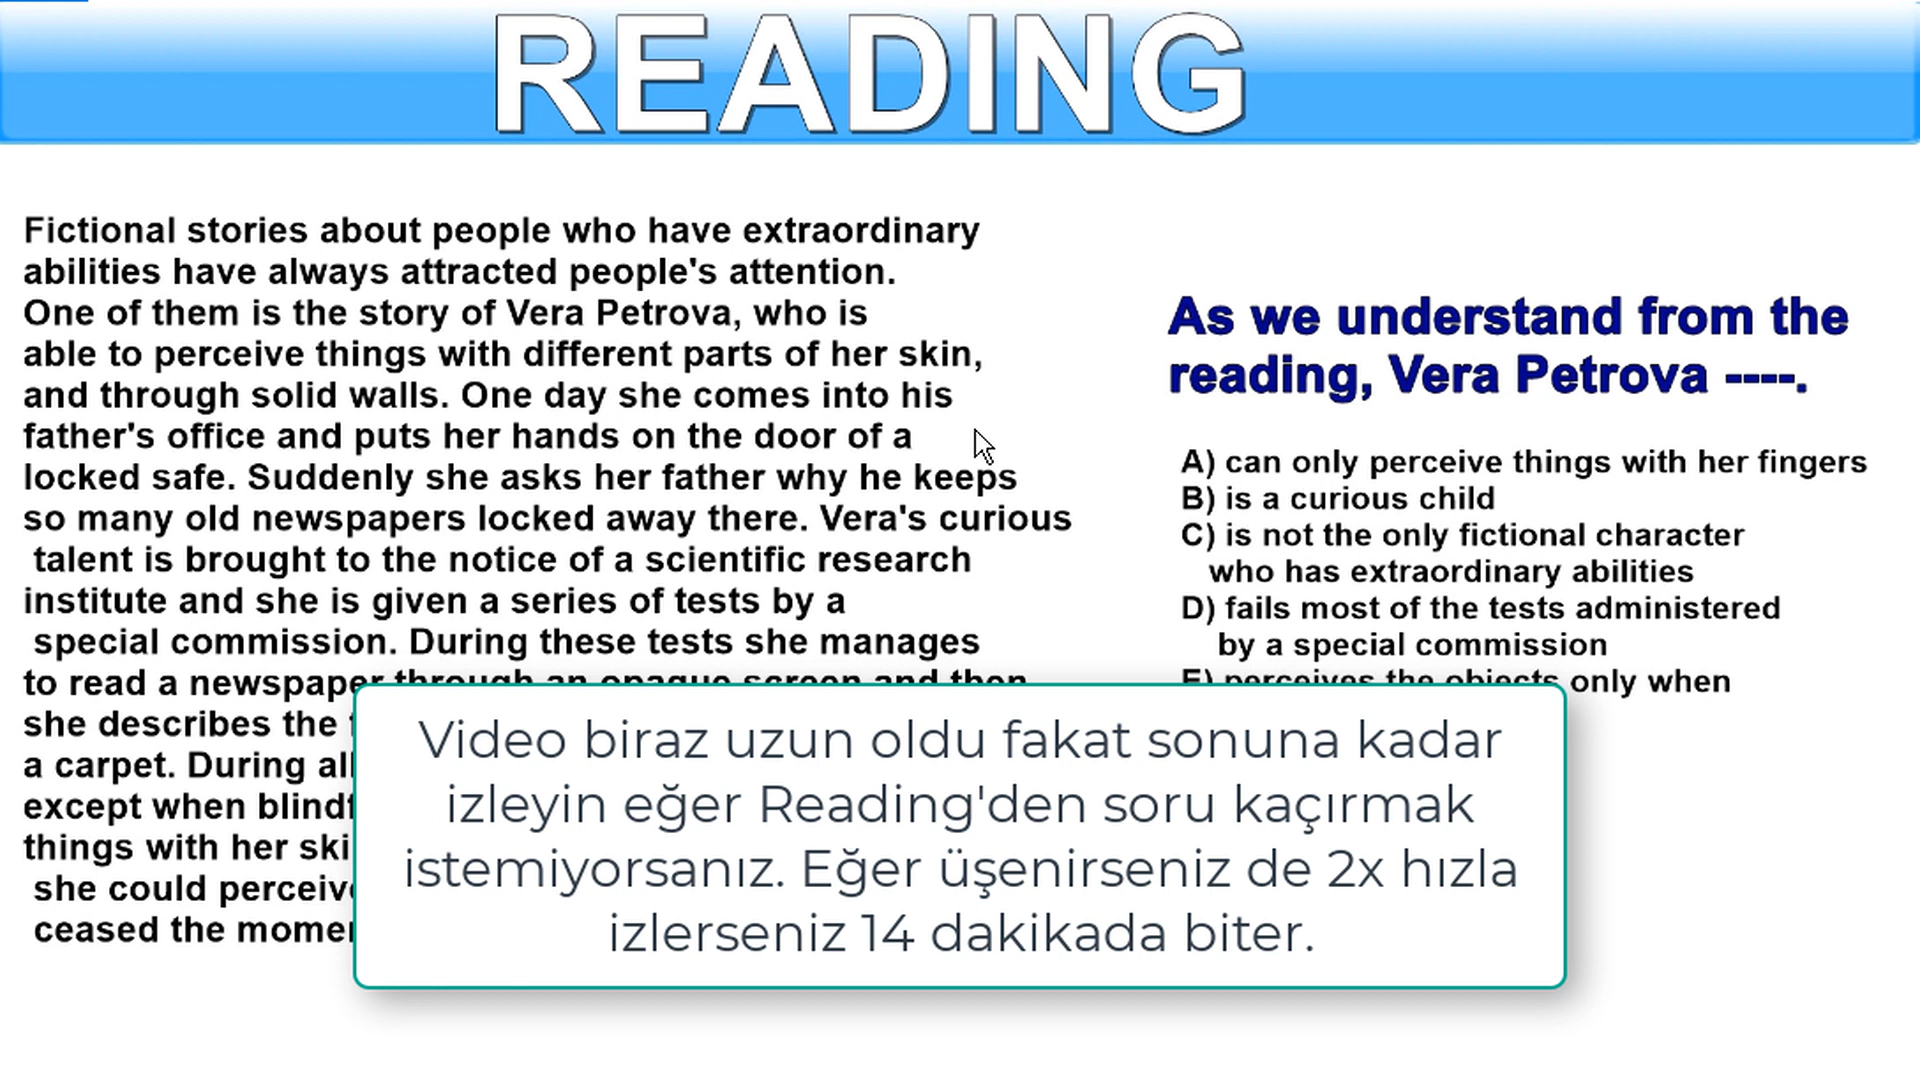 READING
Fictional stories about people who have extraordinary
abilities have always attracted people's attention.
One of them is the story of Vera Petrova, who is
able to perceive things with different parts of her skin,
and through solid walls. One day she comes into his
father's office and puts her hands on the door of a
locked safe. Suddenly she asks her father why he keeps
so many old newspapers locked away there. Vera's curious
talent is brought to the notice of a scientific research
institute and she is given a series of tests by a
special commission. During these tests she manages
to read a newspaper through an opaque screen and then
she describes the
a carpet. During all
except when
things with her
she could
ceased the
As we understand from the
reading, Vera Petrova ----.
A) can only perceive things with her fingers
B) is a curious child
C) is not the only fictional character
who has extraordinary abilities
D) fails most of the tests administered
by a special commission
E) perceives the objects only when
Video biraz uzun oldu fakat sonuna kadar
izleyin eğer Reading'den soru kaçırmak
istemiyorsanız. Eğer üşenirseniz de 2x hızla
izlerseniz 14 dakikada biter.